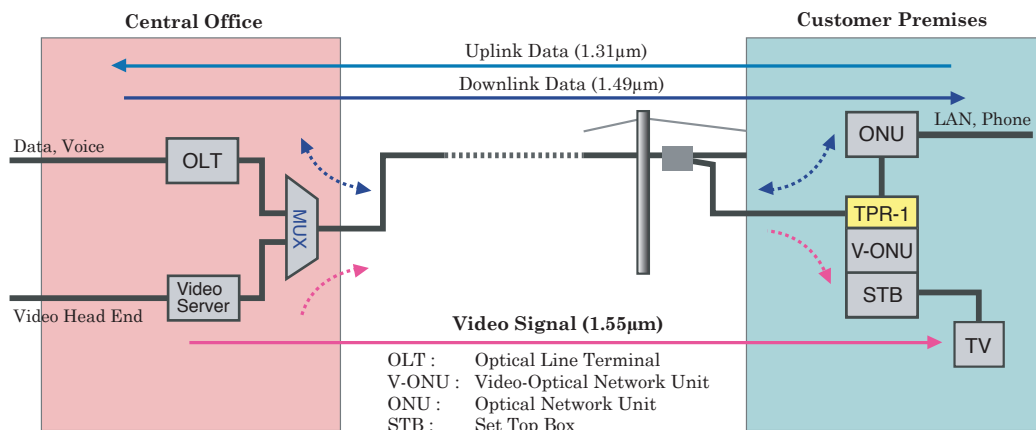 Central Office
Customer Premises
Uplink Data (1.31µm)
Downlink Data (1.49µm)
Data, Voice
OLT
ONU
LAN, Phone
MUX
TPR-1
V-ONU
STB
Video
Server
Video Head End
Video Signal (1.55µm)
TV
OLT : Optical Line Terminal
V-ONU : Video-Optical Network Unit
ONU : Optical Network Unit
STB : Set Top Box